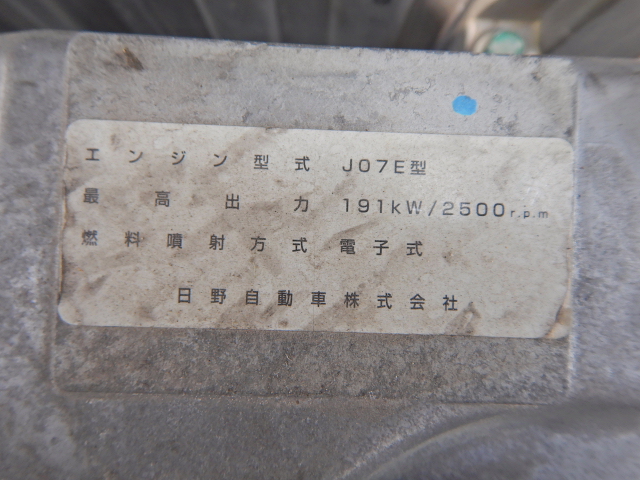 エンジン型式 J07E型
最高出力 191kW/2500r.p.m
燃料噴射方式 電子式
日野自動車株式会社